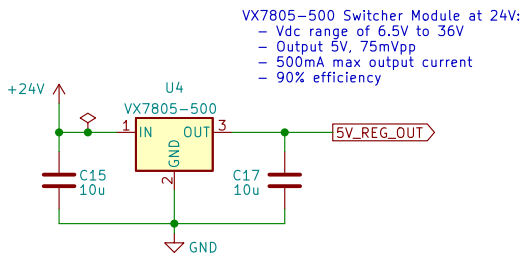 VX7805-500 Switcher Module at 24V:
- Vdc range of 6.5V to 36V
- Output 5V, 75mVpp
- 500mA max output current
- 90% efficiency
+24V
U4
VX7805-500
1
IN
OUT
3
5V_REG_OUT
GND
2
C15
10u
C17
10u
GND